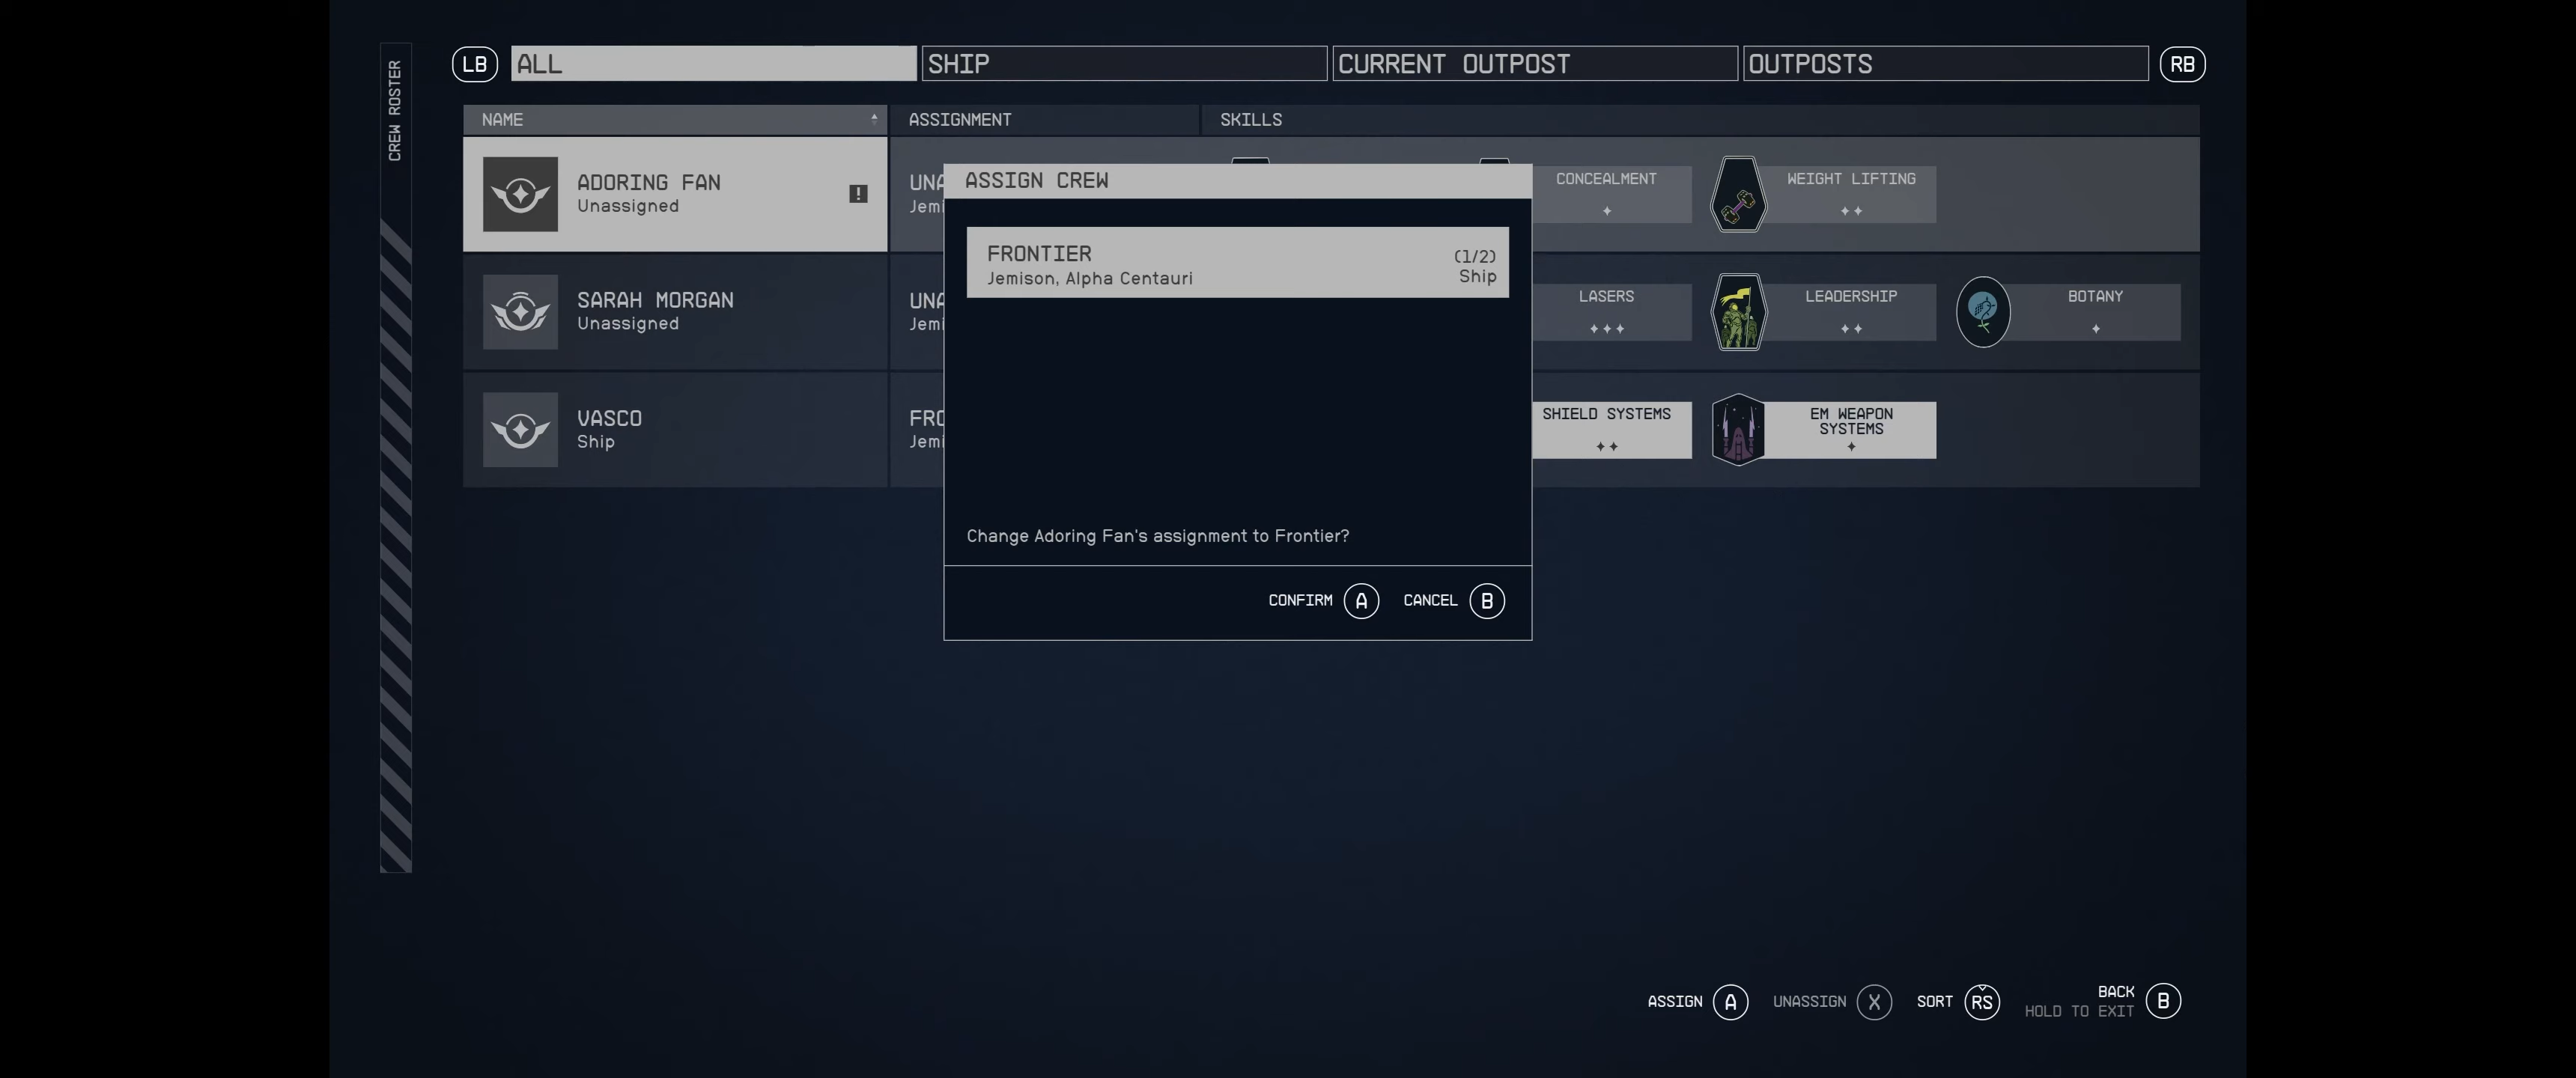 CREW ROSTER
LB
ALL
SHIP
CURRENT OUTPOST
OUTPOSTS
RB
NAME
ASSIGNMENT
SKILLS
ADORING FAN
Unassigned
!
UNA
Jemi
CONCEALMENT
WEIGHT LIFTING
SARAH MORGAN
Unassigned
UNA
Jemi
LASERS
LEADERSHIP
BOTANY
VASCO
Ship
FRO
Jemi
SHIELD SYSTEMS
EM WEAPON
SYSTEMS
ASSIGN CREW
FRONTIER
Jemison, Alpha Centauri
(1/2)
Ship
Change Adoring Fan's assignment to Frontier?
CONFIRM A
CANCEL B
ASSIGN A
UNASSIGN X
SORT RS
BACK
HOLD TO EXIT
B